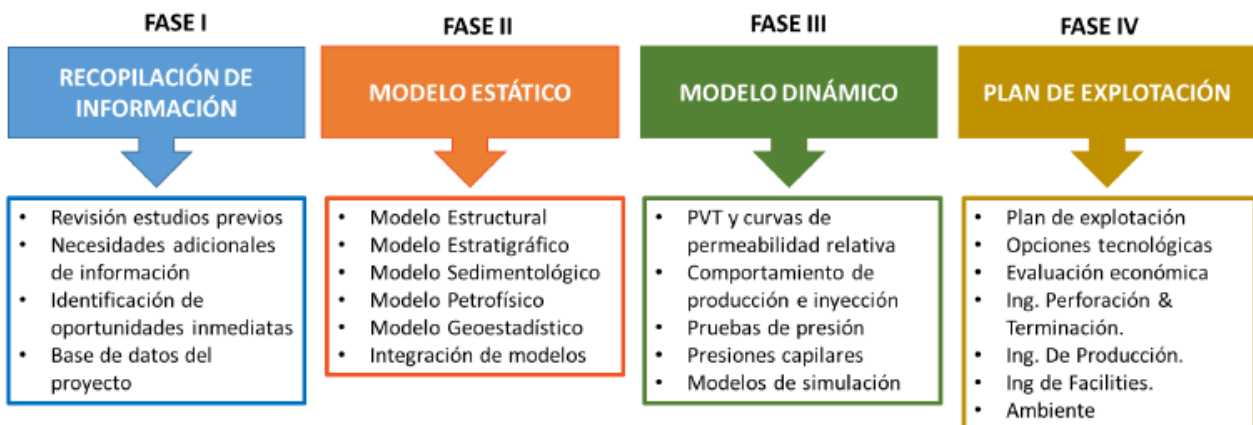 FASE I
RECOPILACIÓN DE
INFORMACIÓN
• Revisión estudios previos
• Necesidades adicionales
de información
• Identificación de
oportunidades inmediatas
• Base de datos del
proyecto
FASE II
MODELO ESTÁTICO
• Modelo Estructural
• Modelo Estratigráfico
• Modelo Sedimentológico
• Modelo Petrofísico
• Modelo Geoestadístico
• Integración de modelos
FASE III
MODELO DINÁMICO
• PVT y curvas de
permeabilidad relativa
• Comportamiento de
producción e inyección
• Pruebas de presión
• Presiones capilares
• Modelos de simulación
FASE IV
PLAN DE EXPLOTACIÓN
• Plan de explotación
• Opciones tecnológicas
• Evaluación económica
• Ing. Perforación &
Terminación.
• Ing. De Producción.
• Ing de Facilities.
• Ambiente